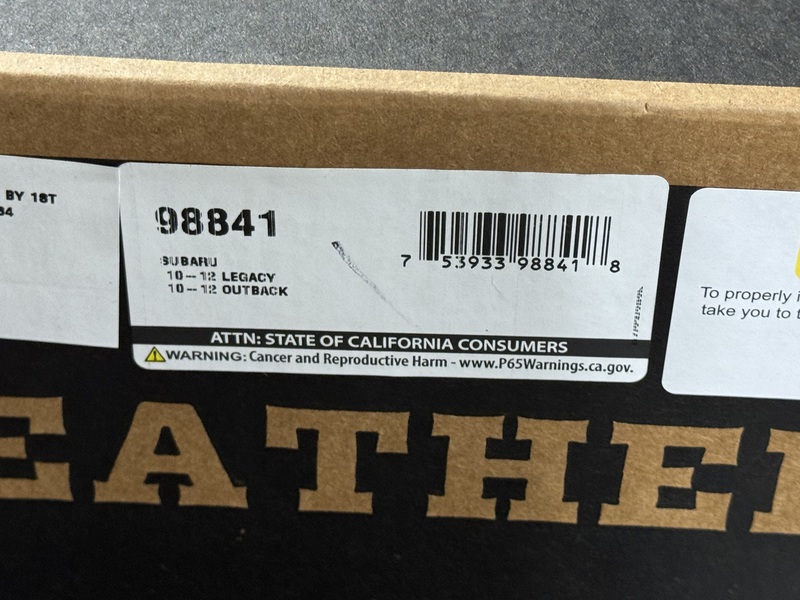 BY 18T
98841
SUBARU
10-12 LEGACY
10-12 OUTBACK
7 53933 98841 8
ATTN: STATE OF CALIFORNIA CONSUMERS
WARNING: Cancer and Reproductive Harm - www.P65Warnings.ca.gov.
To properly i
take you to t
EATHE